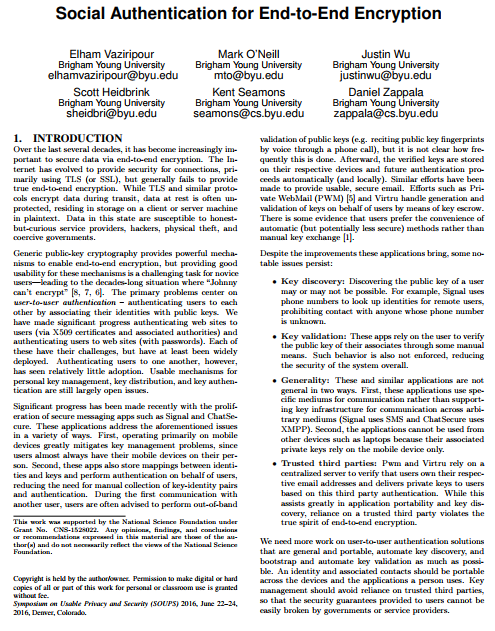 Social Authentication for End-to-End Encryption
Elham Vaziripour
Brigham Young University
elhamvaziripour@byu.edu
Mark O'Neill
Brigham Young University
mto@byu.edu
Justin Wu
Brigham Young University
justinwu@byu.edu
Scott Heidbrink
Brigham Young University
sheidbri@byu.edu
Kent Seamons
Brigham Young University
seamons@cs.byu.edu
Daniel Zappala
Brigham Young University
zappala@cs.byu.edu
1. INTRODUCTION
Over the last several decades, it has become increasingly im-
portant to secure data via end-to-end encryption. The In-
ternet has evolved to provide security for connections, pri-
marily using TLS (or SSL), but generally fails to provide
true end-to-end encryption. While TLS and similar proto-
cols encrypt data during transit, data at rest is often un-
protected, residing in storage on a client or server machine
in plaintext. Data in this state are susceptible to honest-
but-curious service providers, hackers, physical theft, and
coercive governments.
Generic public-key cryptography provides powerful mecha-
nisms to enable end-to-end encryption, but providing good
usability for these mechanisms is a challenging task for novice
users—leading to the decades-long situation where "Johnny
can't encrypt" [8, 7, 6]. The primary problems center on
user-to-user authentication – authenticating users to each
other by associating their identities with public keys. We
have made significant progress authenticating web sites to
users (via X509 certificates and associated authorities) and
authenticating users to web sites (with passwords). Each of
these have their challenges, but have at least been widely
deployed. Authenticating users to one another, however,
has seen relatively little adoption. Usable mechanisms for
personal key management, key distribution, and key authen-
tication are still largely open issues.
Significant progress has been made recently with the prolif-
eration of secure messaging apps such as Signal and ChatSe-
cure. These applications address the aforementioned issues
in a variety of ways. First, operating primarily on mobile
devices greatly mitigates key management problems, since
users almost always have their mobile devices on their per-
son. Second, these apps also store mappings between identi-
ties and keys and perform authentication on behalf of users,
reducing the need for manual collection of key-identity pairs
and authentication. During the first communication with
another user, users are often advised to perform out-of-band
This work was supported by the National Science Foundation under
Grant No. CNS-1528022. Any opinions, findings, and conclusions
or recommendations expressed in this material are those of the au-
thor(s) and do not necessarily reflect the views of the National Science
Foundation.
Copyright is held by the author/owner. Permission to make digital or hard
copies of all or part of this work for personal or classroom use is granted
without fee.
Symposium on Usable Privacy and Security (SOUPS) 2016, June 22–24,
2016, Denver, Colorado.
validation of public keys (e.g. reciting public key fingerprints
by voice through a phone call), but it is not clear how fre-
quently this is done. Afterward, the verified keys are stored
on their respective devices and future authentication pro-
ceeds automatically (and locally). Similar efforts have been
made to provide usable, secure email. Efforts such as Pri-
vate WebMail (PWM) [5] and Virtru handle generation and
validation of keys on behalf of users by means of key escrow.
There is some evidence that users prefer the convenience of
automatic (but potentially less secure) methods rather than
manual key exchange [1].
Despite the improvements these applications bring, some no-
table issues persist:
• Key discovery: Discovering the public key of a user
may or may not be possible. For example, Signal uses
phone numbers to look up identities for remote users,
prohibiting contact with anyone whose phone number
is unknown.
• Key validation: These apps rely on the user to verify
the public key of their associates through some manual
means. Such behavior is also not enforced, reducing
the security of the system overall.
• Generality: These and similar applications are not
general in two ways. First, these applications use spe-
cific mediums for communication rather than support-
ing key infrastructure for communication across arbi-
trary mediums (Signal uses SMS and ChatSecure uses
XMPP). Second, the applications cannot be used from
other devices such as laptops because their associated
private keys rely on the mobile device only.
• Trusted third parties: Pwm and Virtru rely on a
centralized server to verify that users own their respec-
tive email addresses and delivers private keys to users
based on this third party authentication. While this
assists greatly in application portability and key dis-
covery, reliance on a trusted third party violates the
true spirit of end-to-end encryption.
We need more work on user-to-user authentication solutions
that are general and portable, automate key discovery, and
bootstrap and automate key validation as much as possi-
ble. An identity and associated contacts should be portable
across the devices and the applications a person uses. Key
management should avoid reliance on trusted third parties,
so that the security guarantees provided to users cannot be
easily broken by governments or service providers.